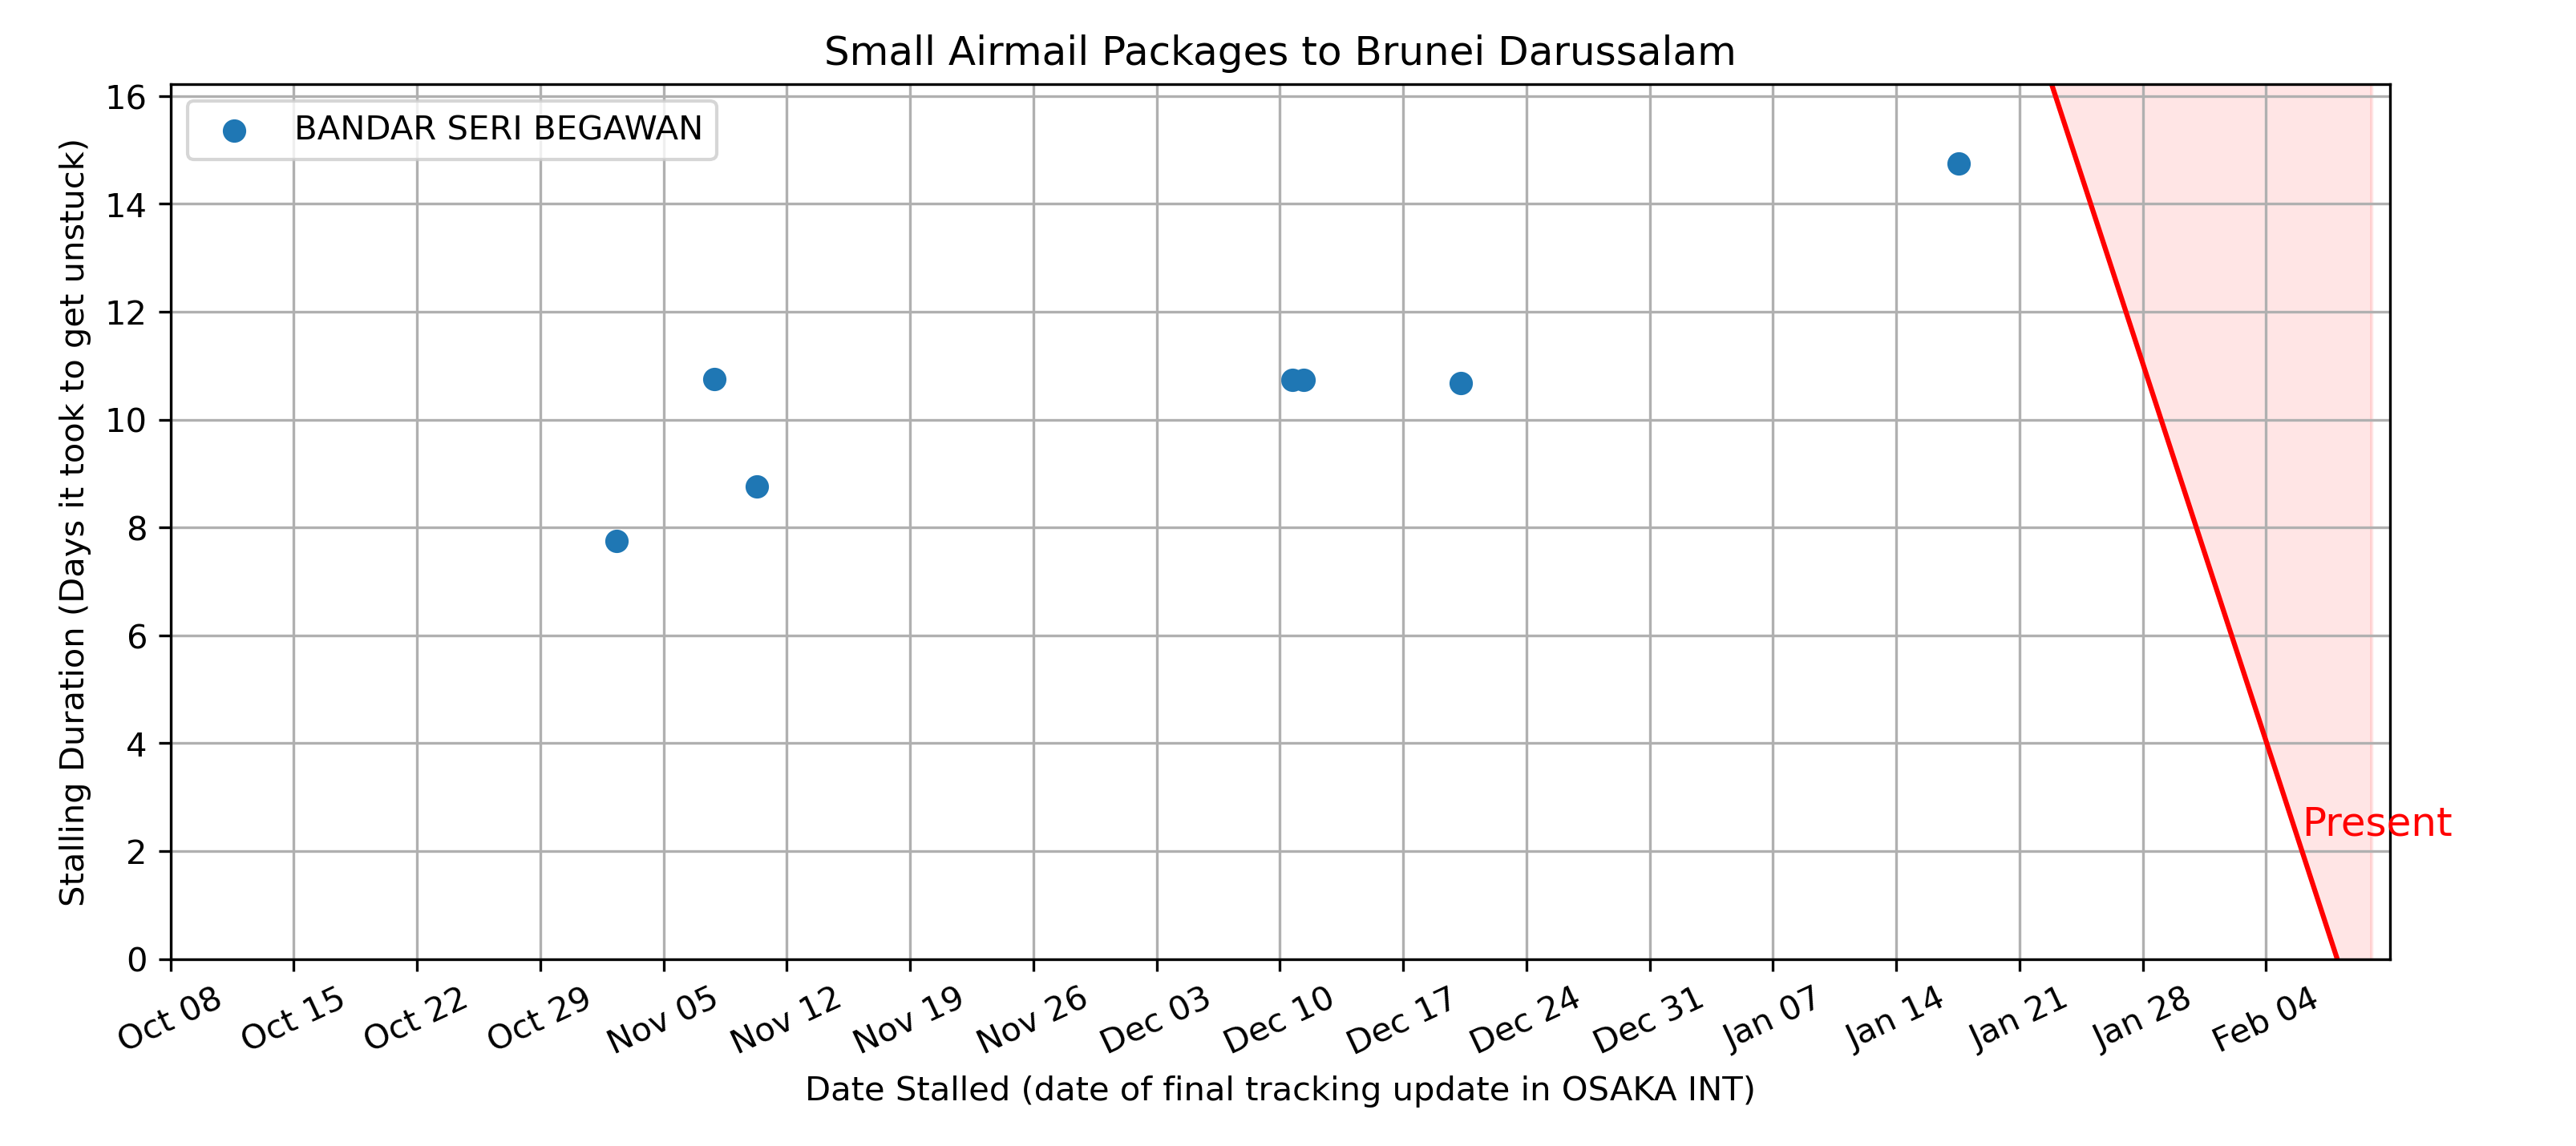 Small Airmail Packages to Brunei Darussalam
BANDAR SERI BEGAWAN
Stalling Duration (Days it took to get unstuck)
16
14
12
10
8
6
4
2
0
Present
Oct 08
Oct 15
Oct 22
Oct 29
Nov 05
Nov 12
Nov 19
Nov 26
Dec 03
Dec 10
Dec 17
Dec 24
Dec 31
Jan 07
Jan 14
Jan 21
Jan 28
Feb 04
Date Stalled (date of final tracking update in OSAKA INT)